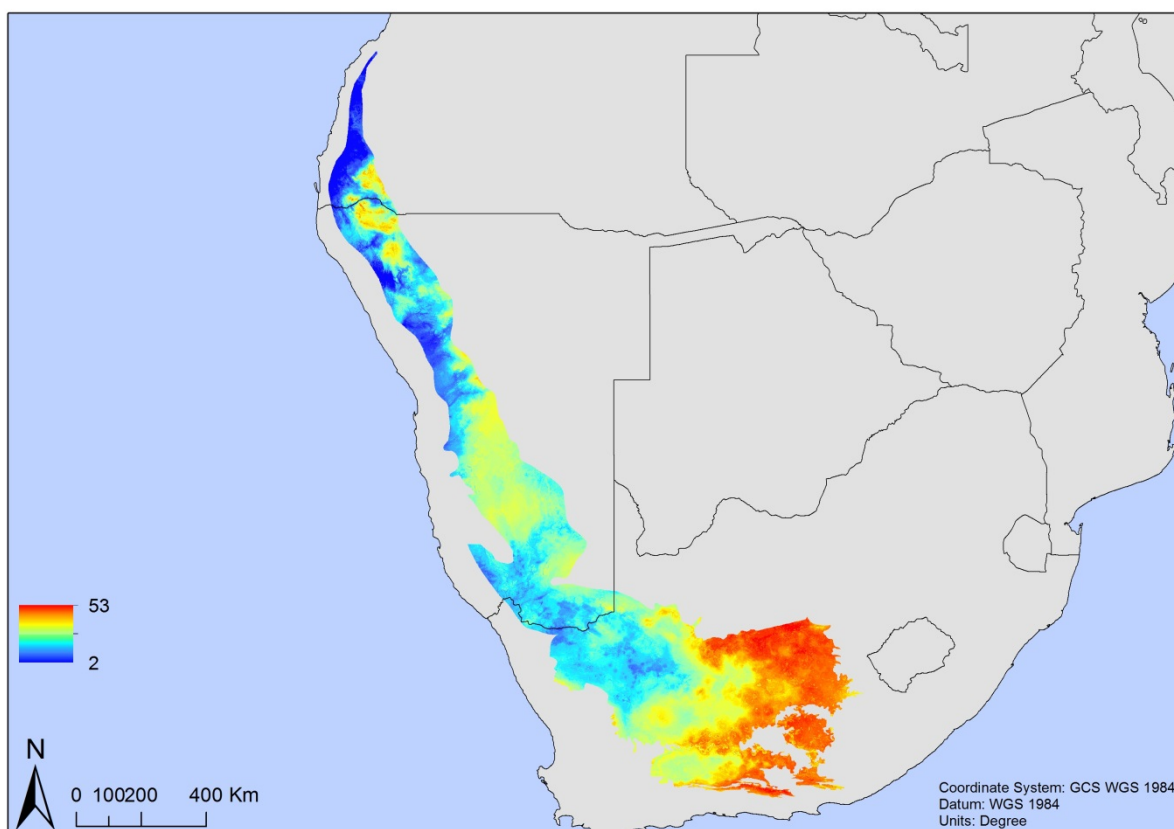 53
2
N
0 100200 400 Km
Coordinate System: GCS WGS 1984
Datum: WGS 1984
Units: Degree